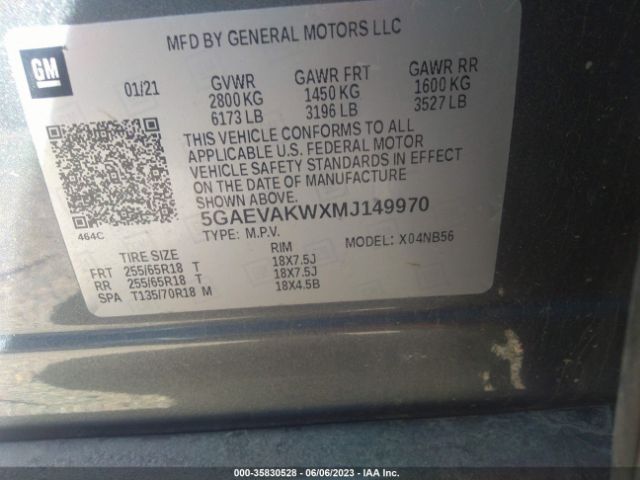 MFD BY GENERAL MOTORS LLC
GM
01/21
GVWR
2800 KG
6173 LB
GAWR FRT
1450 KG
3196 LB
GAWR RR
1600 KG
3527 LB
THIS VEHICLE CONFORMS TO ALL
APPLICABLE U.S. FEDERAL MOTOR
VEHICLE SAFETY STANDARDS IN EFFECT
ON THE DATE OF MANUFACTURE
SHOWN ABOVE.
464C
5GAEVAKWXMJ149970
TYPE: M.P.V. MODEL: X04NB56
TIRE SIZE RIM
FRT 255/65R18 T 18X7.5J
RR 255/65R18 T 18X7.5J
SPA T135/70R18 M 18X4.5B
000-35830528 - 06/06/2023 - IAA Inc.